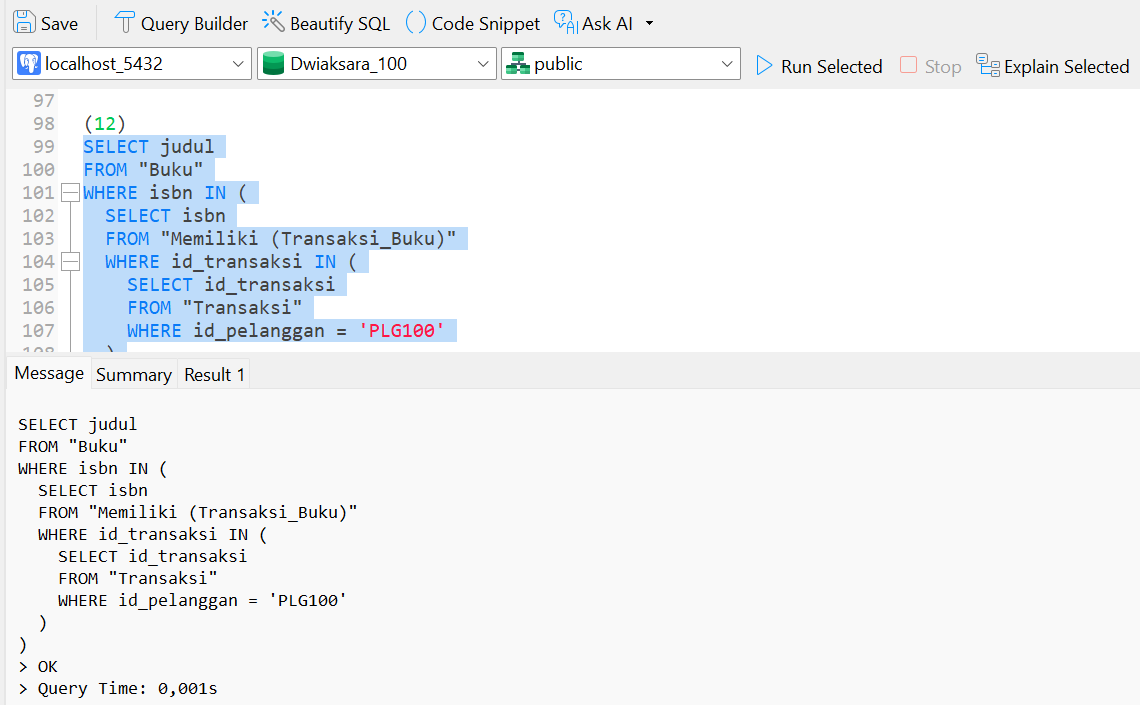 Save Query Builder Beautify SQL () Code Snippet Ask AI
localhost_5432 Dwiaksara_100 public Run Selected Stop Explain Selected
97
98 (12)
99 SELECT judul
100 FROM "Buku"
101 WHERE isbn IN (
102 SELECT isbn
103 FROM "Memiliki (Transaksi_Buku)"
104 WHERE id_transaksi IN (
105 SELECT id_transaksi
106 FROM "Transaksi"
107 WHERE id_pelanggan = 'PLG100'
108 )
Message Summary Result 1
SELECT judul
FROM "Buku"
WHERE isbn IN (
SELECT isbn
FROM "Memiliki (Transaksi_Buku)"
WHERE id_transaksi IN (
SELECT id_transaksi
FROM "Transaksi"
WHERE id_pelanggan = 'PLG100'
)
)
> OK
> Query Time: 0,001s